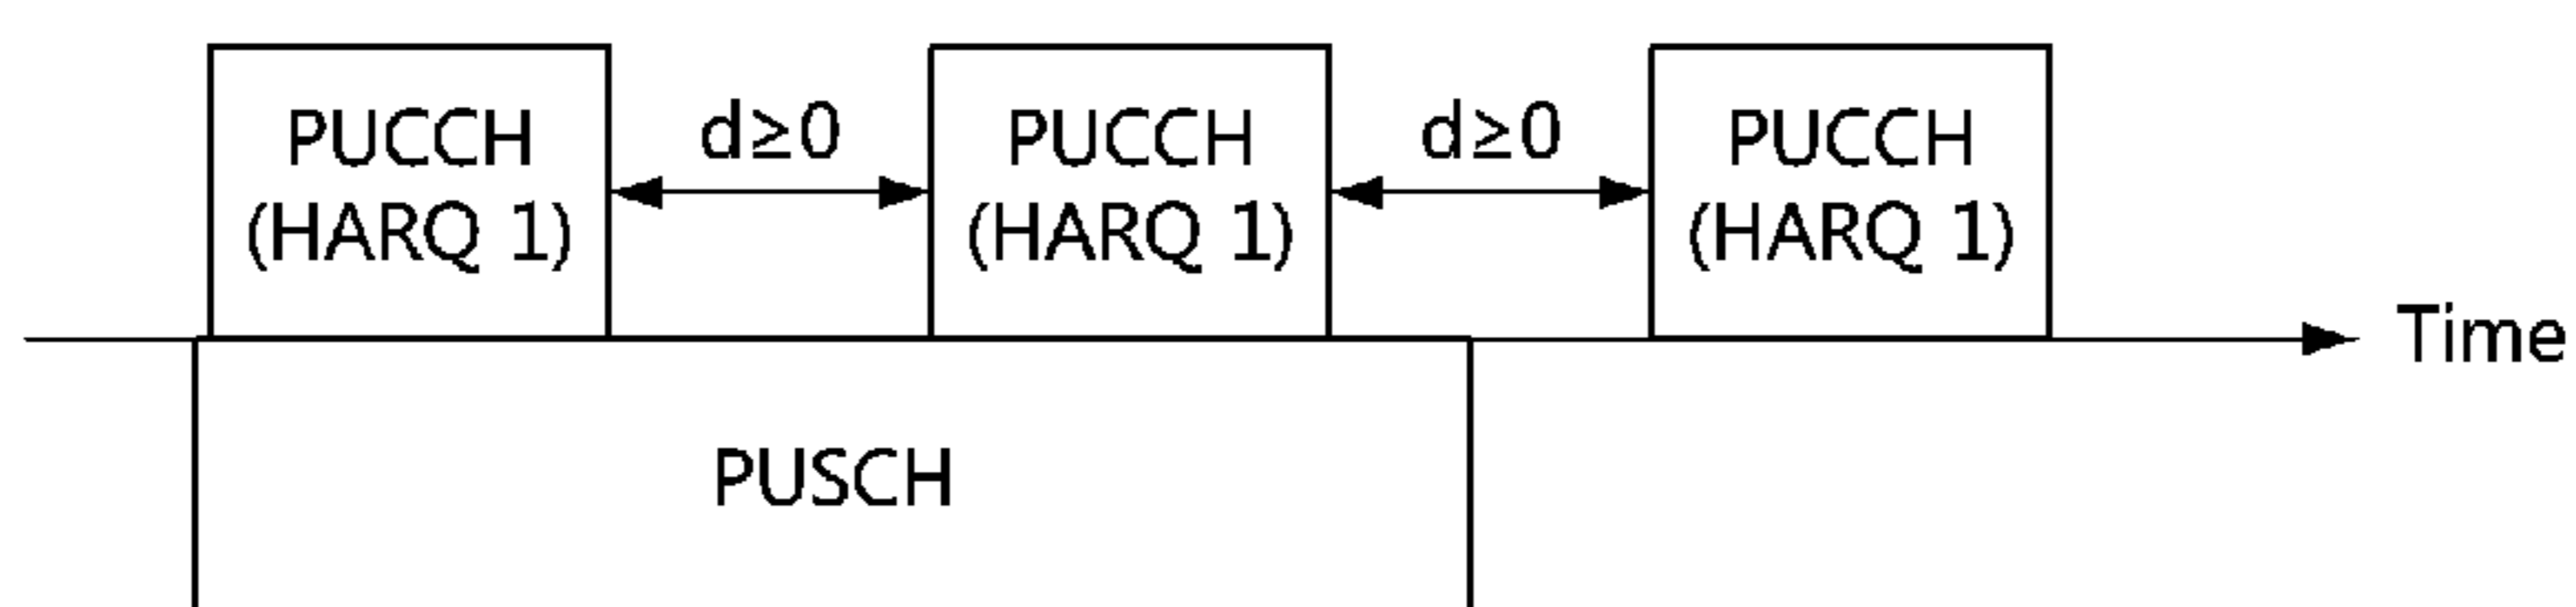 PUCCH
(HARQ 1)
d≥0
PUCCH
(HARQ 1)
d≥0
PUCCH
(HARQ 1)
Time
PUSCH